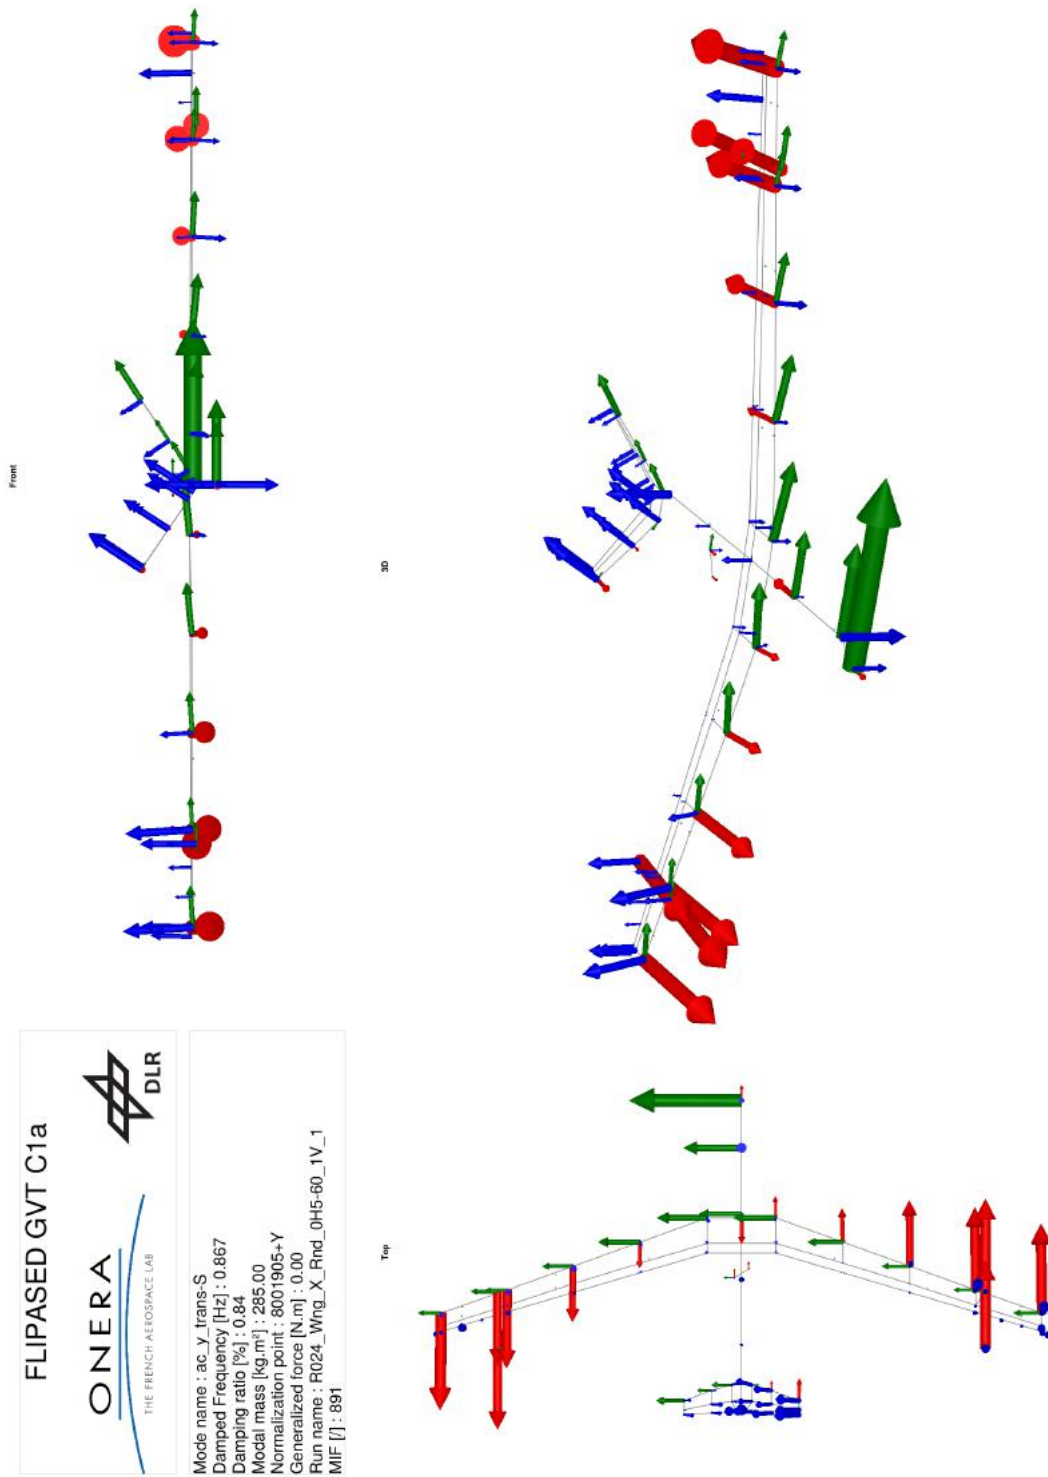 Front
3D
FLIPASED GVT C1a
ONERA
THE FRENCH AEROSPACE LAB
DLR
Mode name : ac_y_trans-S
Damped Frequency [Hz] : 0.867
Damping ratio [%] : 0.84
Modal mass [kg.m²] : 285.00
Normalization point : 8001905+Y
Generalized force [N.m] : 0.00
Run name : R024_Wng_X_Rnd_0H5-60_1V_1
MIF [/] : 891
Top